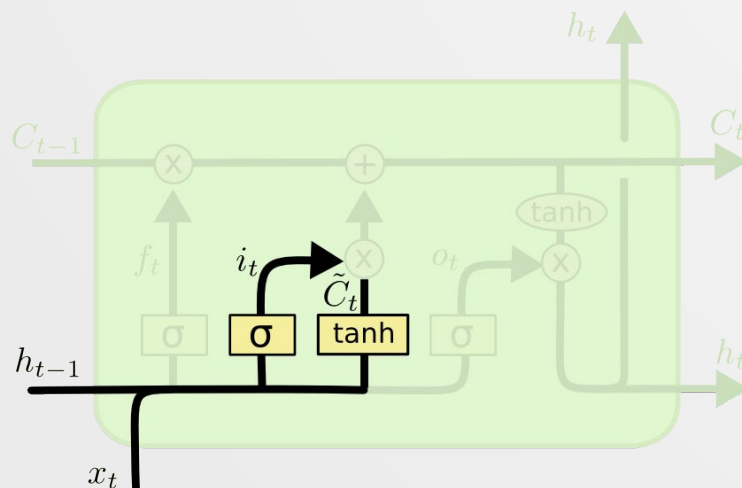 h_t
C_{t-1} x + C_t
tanh
f_t i_t x o_t x
C̃_t
σ σ tanh σ
h_{t-1} h_t
x_t